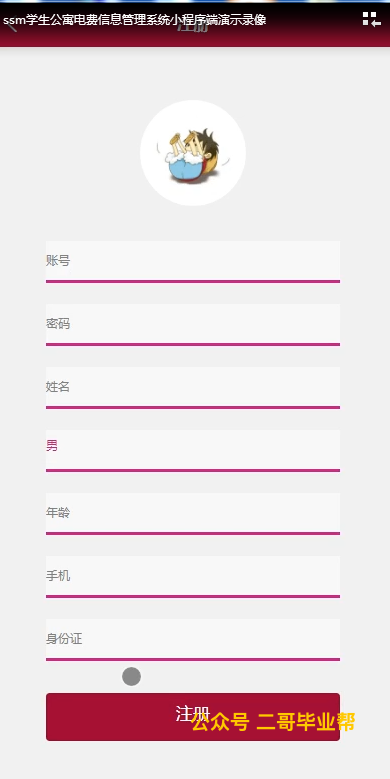 ssm学生公寓电费信息管理系统小程序端演示录像
注册
账号
密码
姓名
男
年龄
手机
身份证
注册
公众号 二哥毕业帮